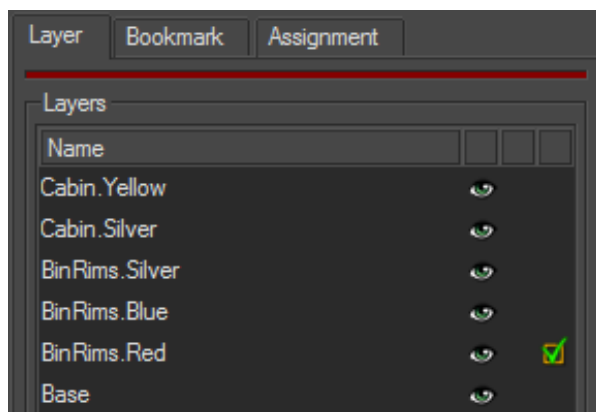 Layer Bookmark Assignment
Layers
Name
Cabin.Yellow
Cabin.Silver
BinRims.Silver
BinRims.Blue
BinRims.Red
Base